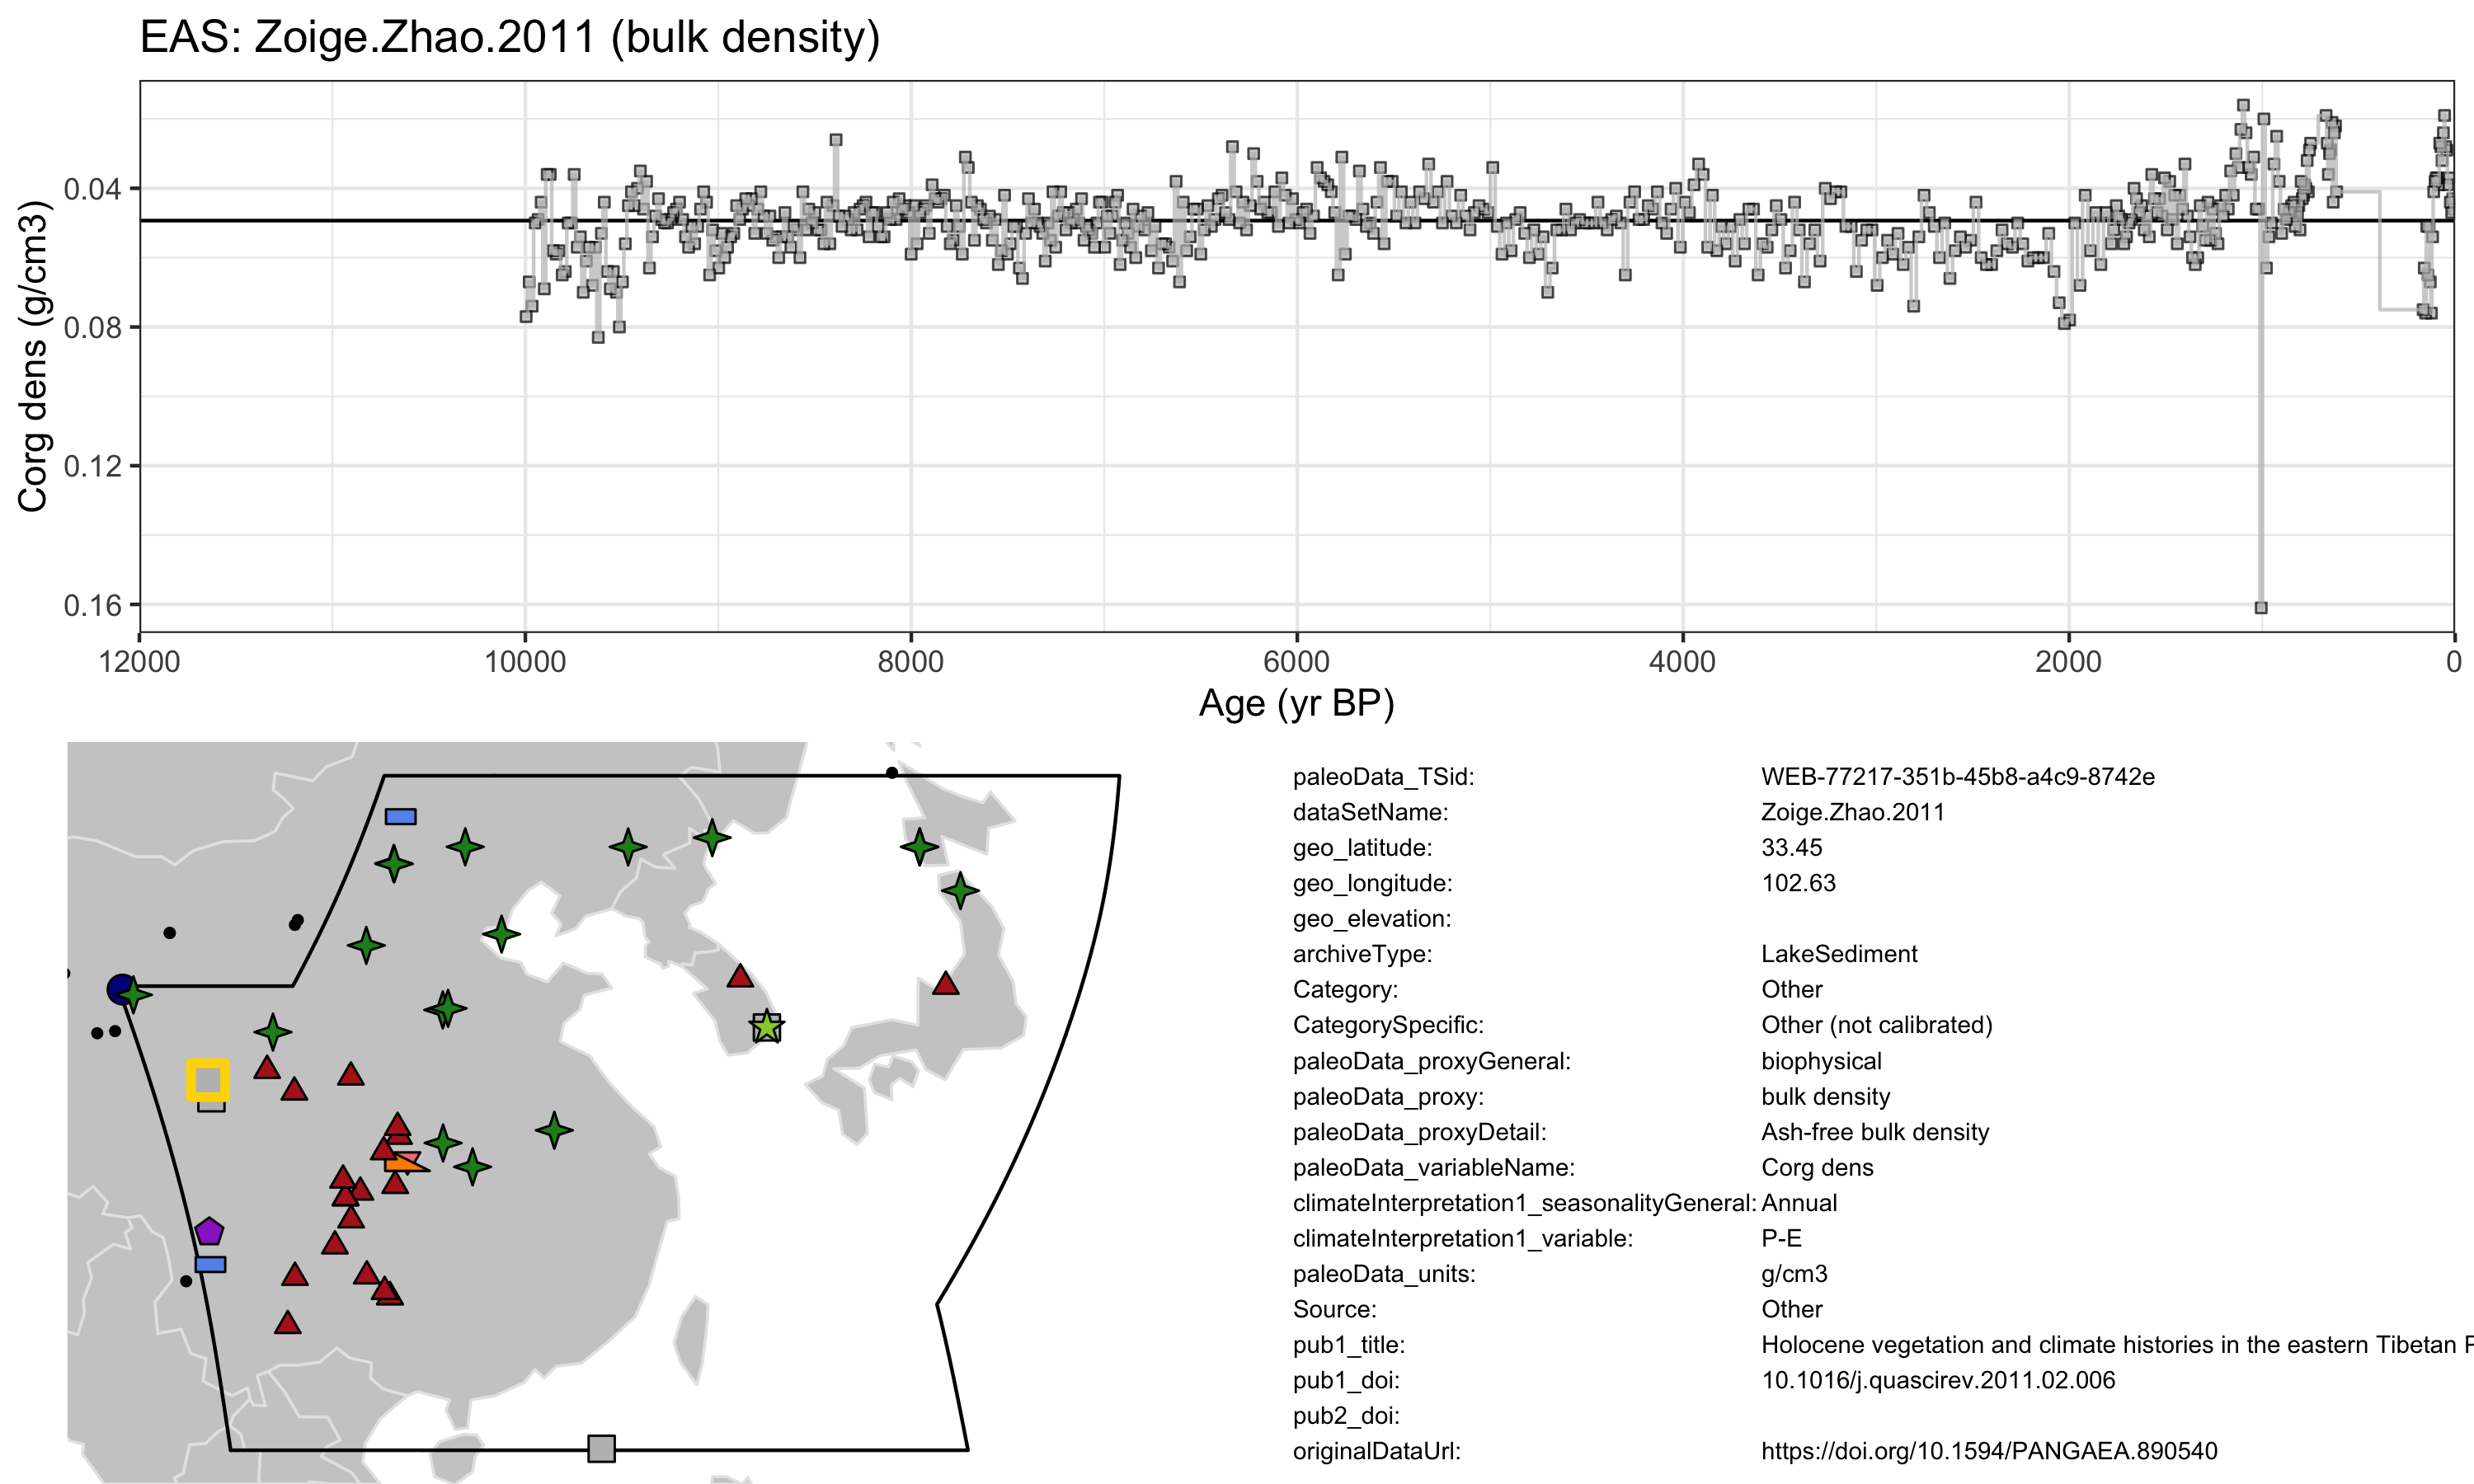 EAS: Zoige.Zhao.2011 (bulk density)
Corg dens (g/cm3)
0.04
0.08
0.12
0.16
12000 10000 8000 6000 4000 2000 0
Age (yr BP)
paleoData_TSid: WEB-77217-351b-45b8-a4c9-8742e
dataSetName: Zoige.Zhao.2011
geo_latitude: 33.45
geo_longitude: 102.63
geo_elevation:
archiveType: LakeSediment
Category: Other
CategorySpecific: Other (not calibrated)
paleoData_proxyGeneral: biophysical
paleoData_proxy: bulk density
paleoData_proxyDetail: Ash-free bulk density
paleoData_variableName: Corg dens
climateInterpretation1_seasonalityGeneral: Annual
climateInterpretation1_variable: P-E
paleoData_units: g/cm3
Source: Other
pub1_title: Holocene vegetation and climate histories in the eastern Tibetan
pub1_doi: 10.1016/j.quascirev.2011.02.006
pub2_doi:
originalDataUrl: https://doi.org/10.1594/PANGAEA.890540